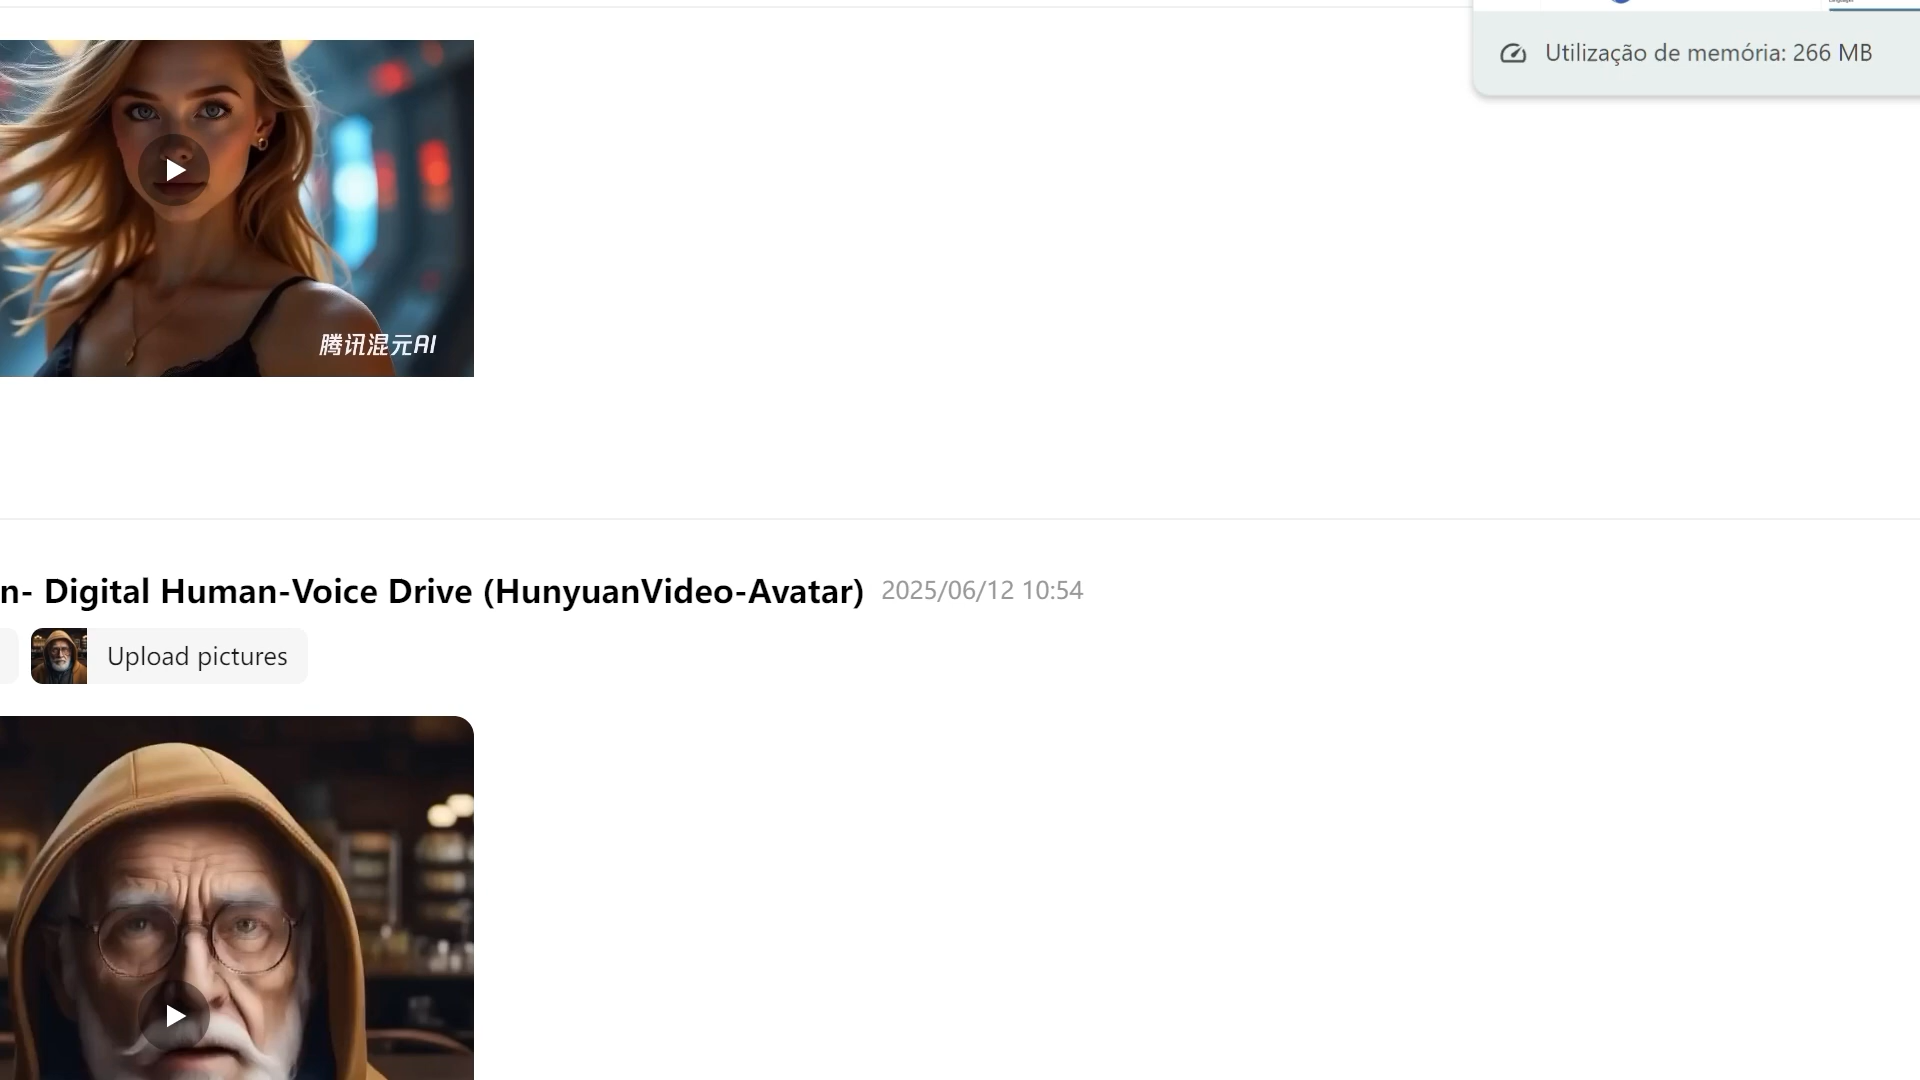 Utilização de memória: 266 MB
腾讯混元AI
n- Digital Human-Voice Drive (HunyuanVideo-Avatar) 2025/06/12 10:54
Upload pictures